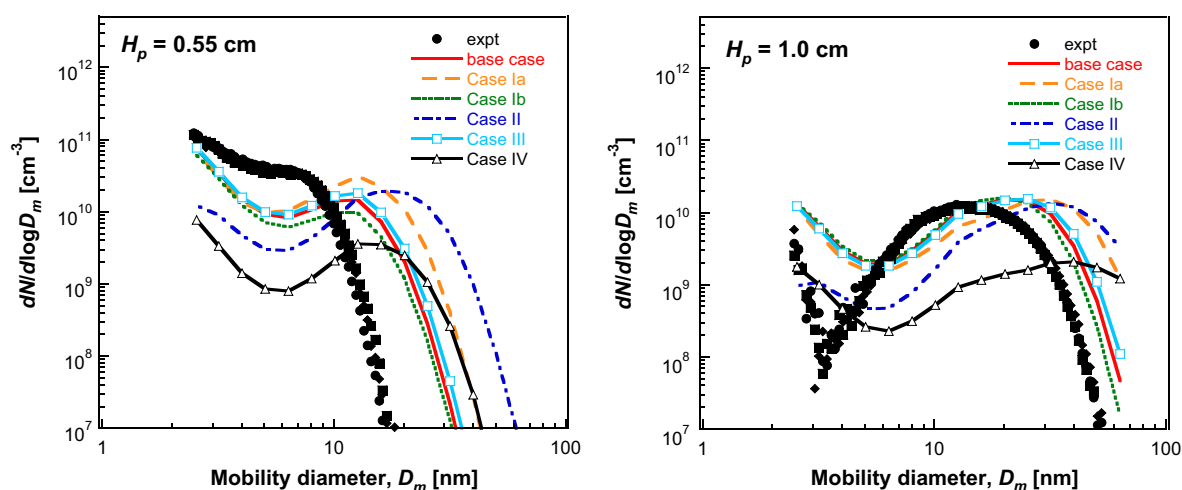 H_p = 0.55 cm
expt
base case
Case Ia
Case Ib
Case II
Case III
Case IV
10^12
10^11
10^10
10^9
10^8
10^7
dN/dlogD_m [cm^-3]
1
10
100
Mobility diameter, D_m [nm]
H_p = 1.0 cm
expt
base case
Case Ia
Case Ib
Case II
Case III
Case IV
10^12
10^11
10^10
10^9
10^8
10^7
dN/dlogD_m [cm^-3]
1
10
100
Mobility diameter, D_m [nm]